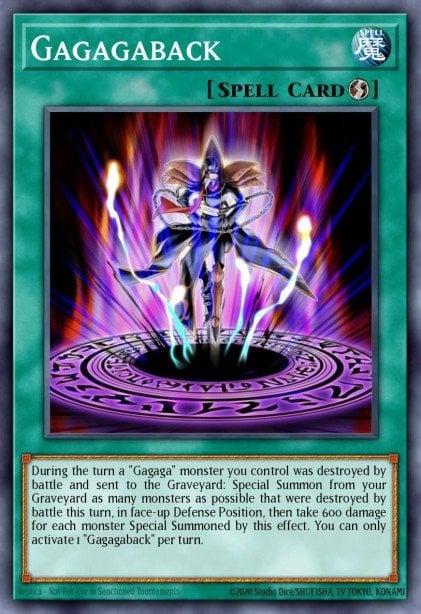 GAGAGABACK
SPELL
魔
[SPELL CARD]
During the turn a "Gagaga" monster you control was destroyed by
battle and sent to the Graveyard: Special Summon from your
Graveyard as many monsters as possible that were destroyed by
battle this turn, in face-up Defense Position, then take 600 damage
for each monster Special Summoned by this effect. You can only
activate 1 "Gagagaback" per turn.
Replica - Not For Use in Sanctioned Tournaments
©2020 Studio Dice/SHUEISHA, TV TOKYO, KONAMI